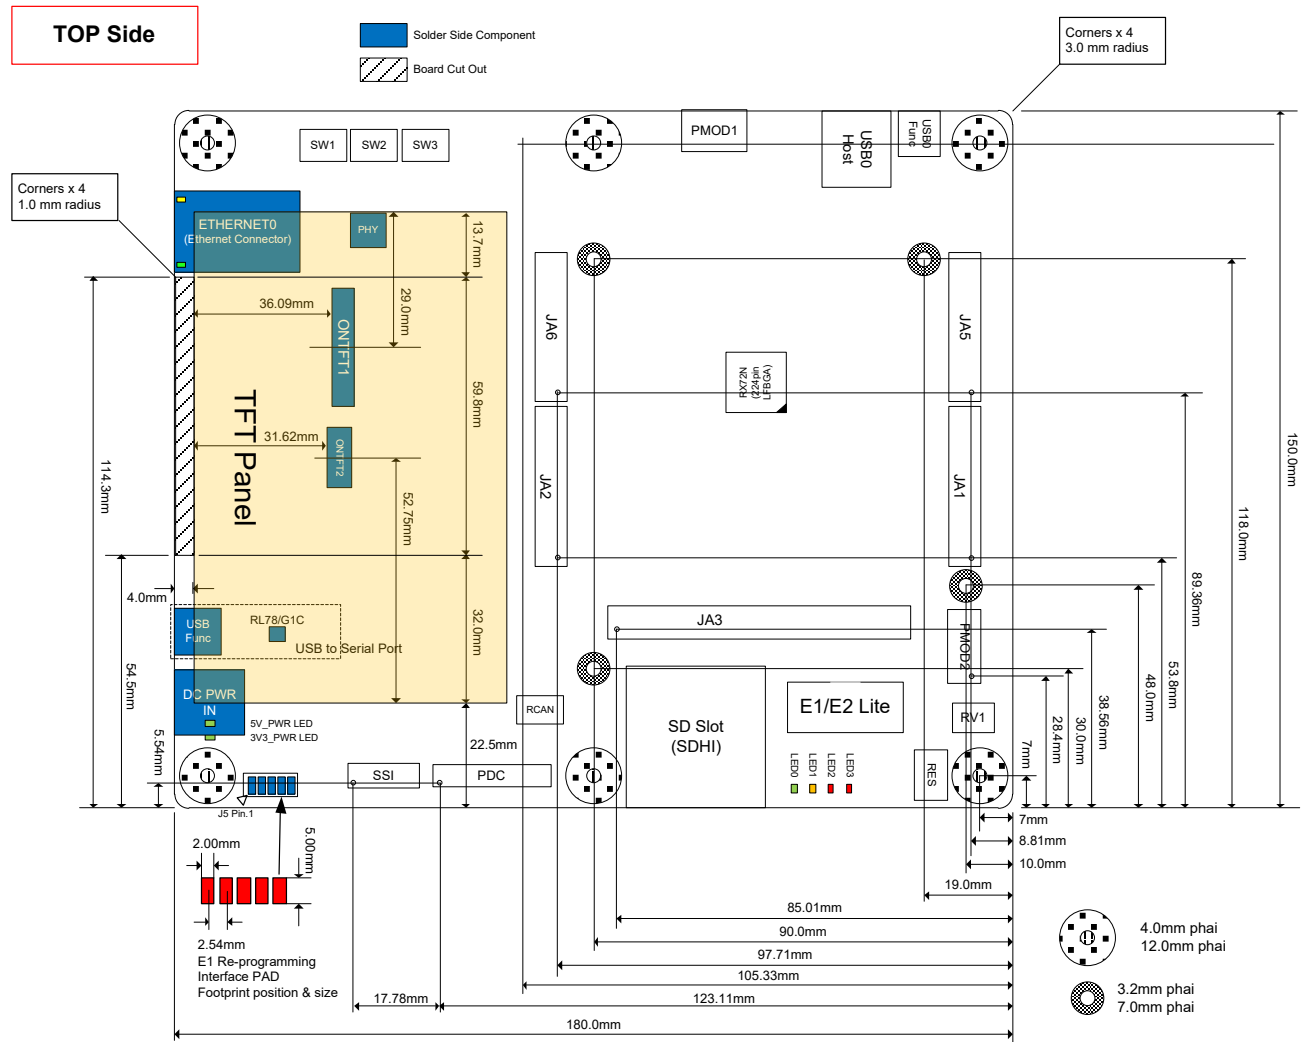 TOP Side
Solder Side Component
Board Cut Out
Corners x 4
3.0 mm radius
Corners x 4
1.0 mm radius
SW1
SW2
SW3
PMOD1
USB0
Host
USB0
Func
ETHERNET0
(Ethernet Connector)
PHY
13.7mm
29.0mm
36.09mm
ONTFT1
59.8mm
TFT Panel
31.62mm
ONTFT2
52.75mm
114.3mm
JA6
JA5
RX72N
(224pin
LFBGA)
JA2
JA1
150.0mm
118.0mm
89.36mm
53.8mm
48.0mm
38.56mm
30.0mm
28.4mm
7mm
4.0mm
USB
Func
RL78/G1C
USB to Serial Port
32.0mm
JA3
PMOD2
54.5mm
DC PWR
IN
5V_PWR LED
3V3_PWR LED
5.54mm
22.5mm
RCAN
SD Slot
(SDHI)
E1/E2 Lite
RV1
LED0
LED1
LED2
LED3
RES
SSI
PDC
J5 Pin.1
2.00mm
5.00mm
2.54mm
E1 Re-programming
Interface PAD
Footprint position & size
7mm
8.81mm
10.0mm
19.0mm
85.01mm
90.0mm
97.71mm
105.33mm
17.78mm
123.11mm
180.0mm
4.0mm phai
12.0mm phai
3.2mm phai
7.0mm phai